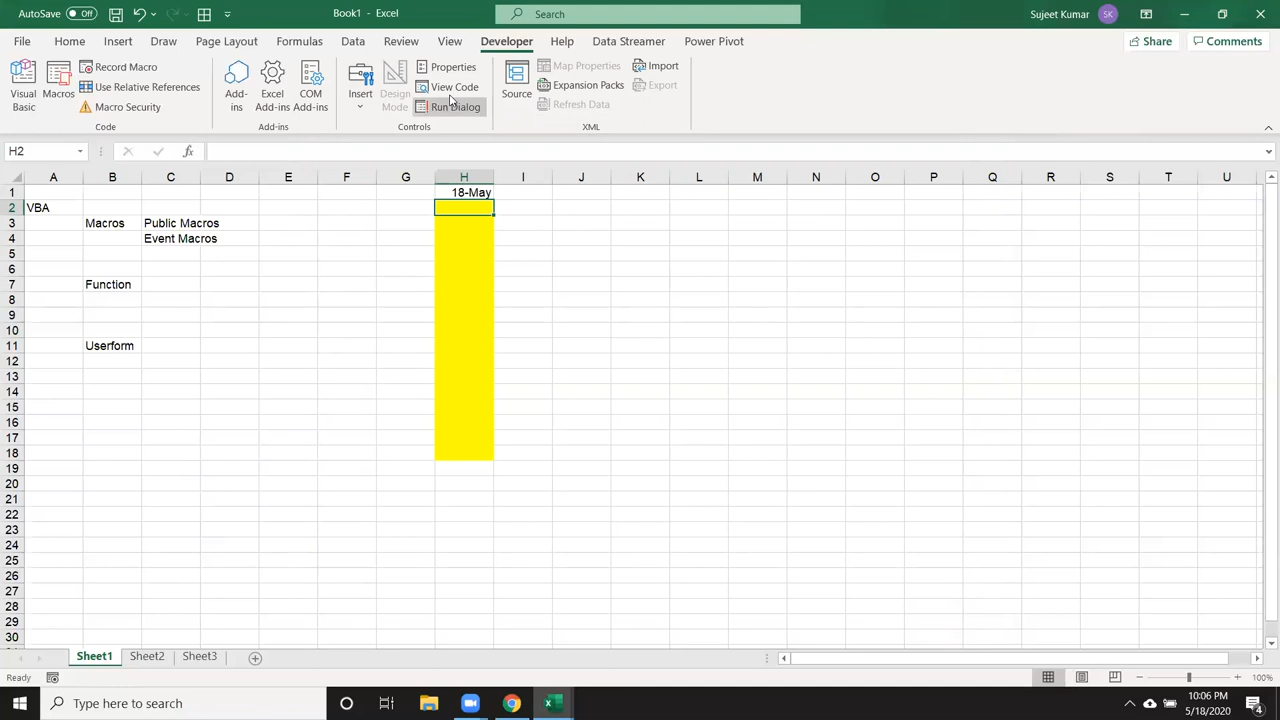 AutoSave Off Book1 - Excel Search Sujeet Kumar SK
File Home Insert Draw Page Layout Formulas Data Review View Developer Help Data Streamer Power Pivot Share Comments
Visual Basic
Macros
Record Macro
Use Relative References
Macro Security
Code
Add-ins
Excel Add-ins
COM Add-ins
Add-ins
Insert
Design Mode
Properties
View Code
Run Dialog
Controls
Source
Map Properties
Expansion Packs
Refresh Data
Import
Export
XML
H2 fx
A B C D E F G H I J K L M N O P Q R S T U
1 18-May
2 VBA
3 Macros Public Macros
4 Event Macros
5
6
7 Function
8
9
10
11 Userform
12
13
14
15
16
17
18
19
20
21
22
23
24
25
26
27
28
29
30
Sheet1 Sheet2 Sheet3
Ready 100%
Type here to search 10:06 PM
5/18/2020 4